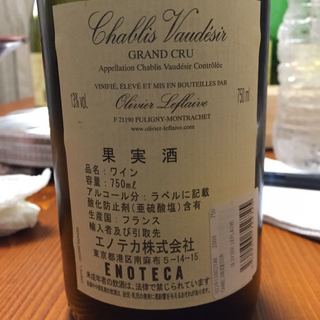 Chablis Vaudésir
GRAND CRU
Appellation Chablis Vaudésir Contrôlée
VINIFIÉ, ÉLEVÉ ET MIS EN BOUTEILLES PAR
13% vol.
Olivier Leflaive
750 ml
F 21190 PULIGNY-MONTRACHET
www.olivier-leflaive.com
果実酒
品名：ワイン
容量：750㎖
アルコール分：ラベルに記載
酸化防止剤(亜硫酸塩)含有
生産国：フランス
輸入者及び引取先
エノテカ株式会社
東京都港区南麻布5-14-15
ENOTECA
未成年者の飲酒は法律で禁じられています